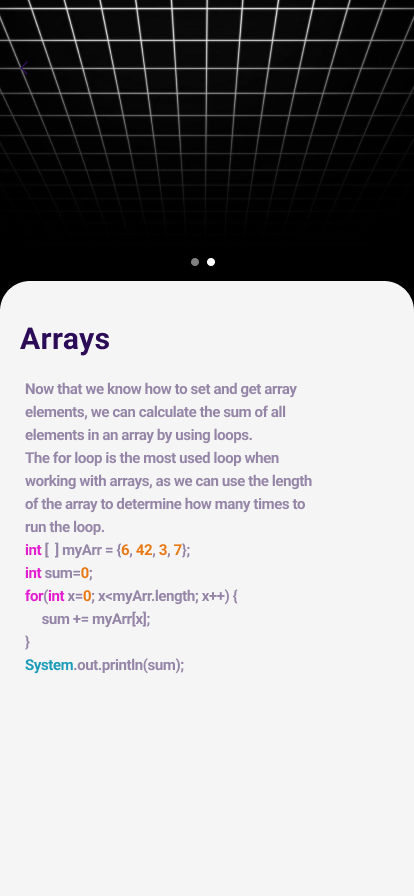 Arrays
Now that we know how to set and get array
elements, we can calculate the sum of all
elements in an array by using loops.
The for loop is the most used loop when
working with arrays, as we can use the length
of the array to determine how many times to
run the loop.
int [  ] myArr = {6, 42, 3, 7};
int sum=0;
for(int x=0; x<myArr.length; x++) {
    sum += myArr[x];
}
System.out.println(sum);